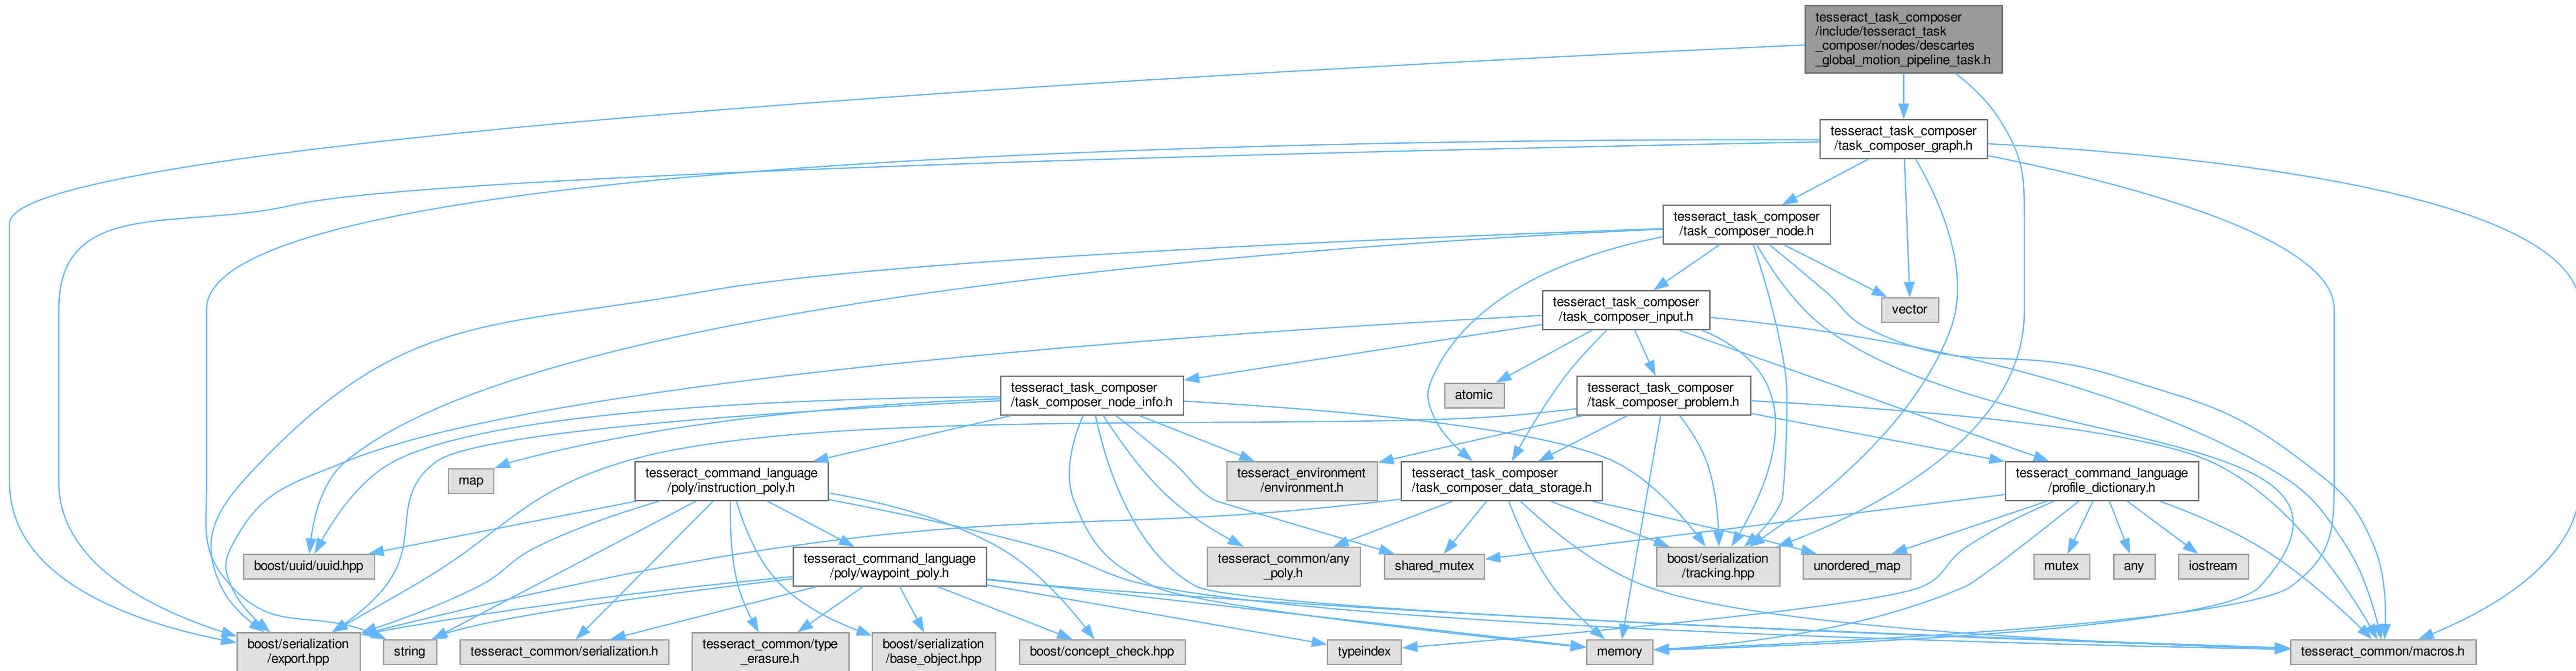 tesseract_task_composer
/include/tesseract_task
_composer/nodes/descartes
_global_motion_pipeline_task.h
tesseract_task_composer
/task_composer_graph.h
tesseract_task_composer
/task_composer_node.h
tesseract_task_composer
/task_composer_input.h
vector
tesseract_task_composer
/task_composer_node_info.h
atomic
tesseract_task_composer
/task_composer_problem.h
map
tesseract_command_language
/poly/instruction_poly.h
tesseract_environment
/environment.h
tesseract_task_composer
/task_composer_data_storage.h
tesseract_command_language
/profile_dictionary.h
boost/uuid/uuid.hpp
tesseract_command_language
/poly/waypoint_poly.h
tesseract_common/any
_poly.h
shared_mutex
boost/serialization
/tracking.hpp
unordered_map
mutex
any
iostream
boost/serialization
/export.hpp
string
tesseract_common/serialization.h
tesseract_common/type
_erasure.h
boost/serialization
/base_object.hpp
boost/concept_check.hpp
typeindex
memory
tesseract_common/macros.h